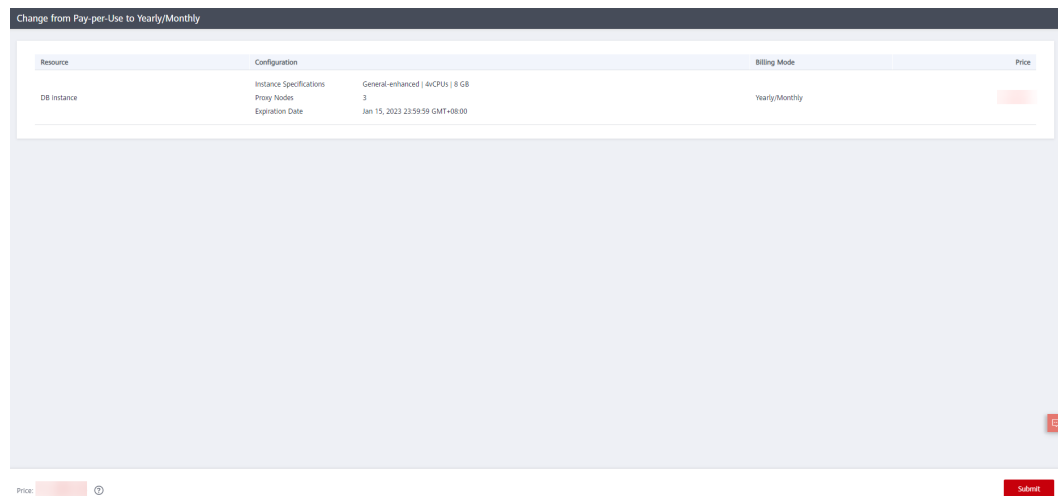 Change from Pay-per-Use to Yearly/Monthly
Resource Configuration Billing Mode Price
Instance Specifications General-enhanced | 4vCPUs | 8 GB
DB Instance Proxy Nodes 3 Yearly/Monthly
Expiration Date Jan 15, 2023 23:59:59 GMT+08:00
Price: ?
Submit